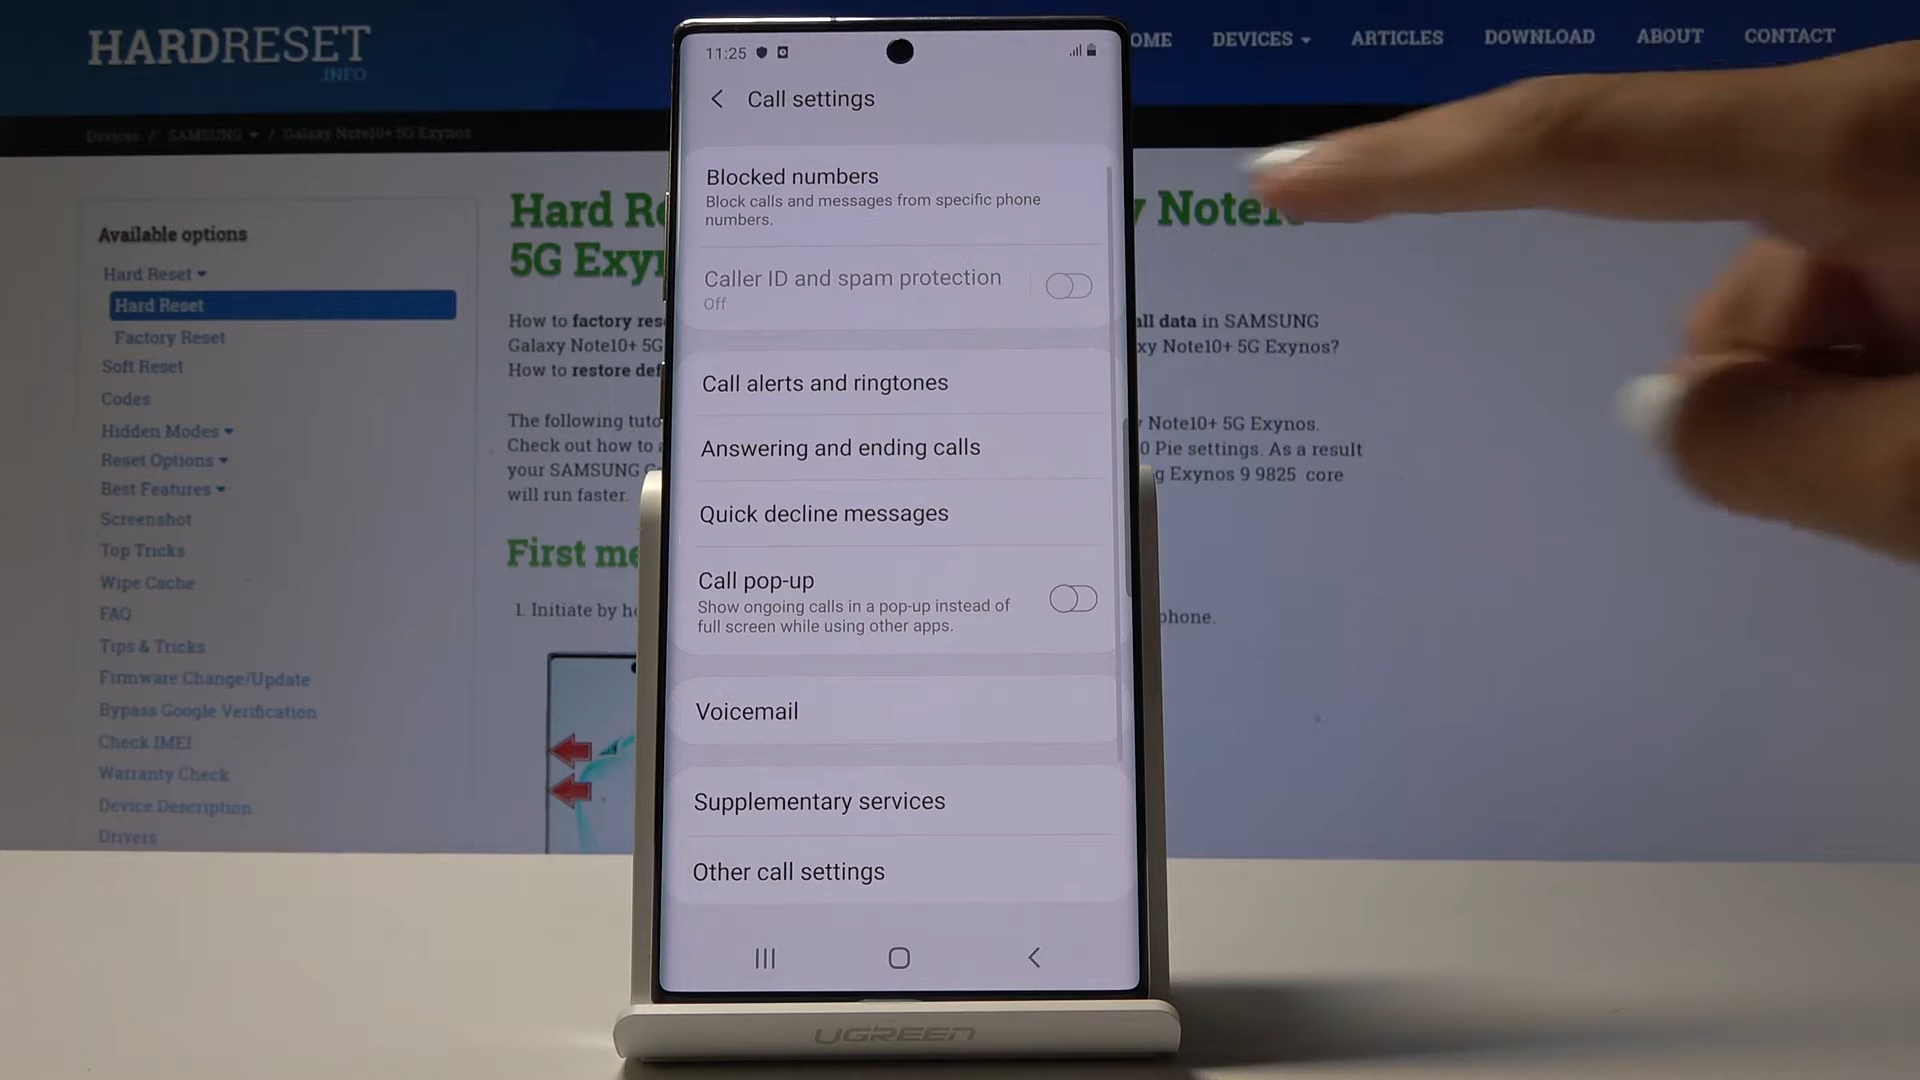 HARDRESET
INFO
OME
DEVICES
ARTICLES
DOWNLOAD
ABOUT
CONTACT
Devices / SAMSUNG / Galaxy Note10+ 5G Exynos
Available options
Hard Reset
Hard Reset
Factory Reset
Soft Reset
Codes
Hidden Modes
Reset Options
Best Features
Screenshot
Top Tricks
Wipe Cache
FAQ
Tips & Tricks
Firmware Change/Update
Bypass Google Verification
Check IMEI
Warranty Check
Device Description
Drivers
Hard Re
y Note10
5G Exy
How to factory res
all data in SAMSUNG
Galaxy Note10+ 5G
xy Note10+ 5G Exynos?
How to restore def
The following tuto
Note10+ 5G Exynos.
Check out how to a
0 Pie settings. As a result
your SAMSUNG G
g Exynos 9 9825 core
will run faster.
First me
1. Initiate by ho
phone.
11:25
Call settings
Blocked numbers
Block calls and messages from specific phone
numbers.
Caller ID and spam protection
Off
Call alerts and ringtones
Answering and ending calls
Quick decline messages
Call pop-up
Show ongoing calls in a pop-up instead of
full screen while using other apps.
Voicemail
Supplementary services
Other call settings
UGREEN